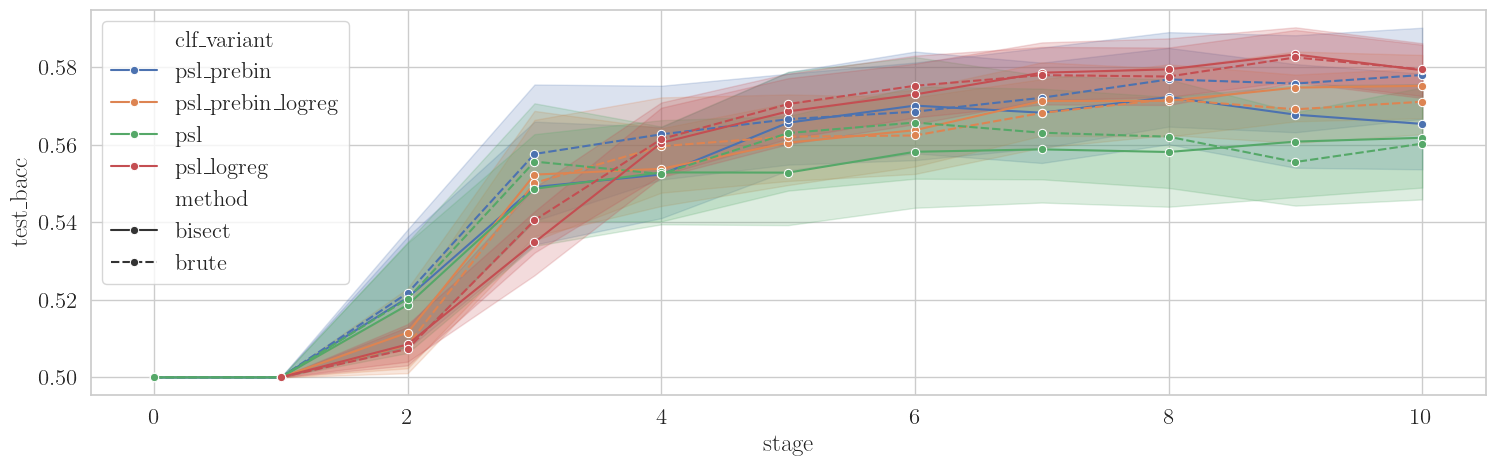 clf_variant
psl_prebin
psl_prebin_logreg
psl
psl_logreg
method
bisect
brute
test_bacc
0.58
0.56
0.54
0.52
0.50
0 2 4 6 8 10
stage